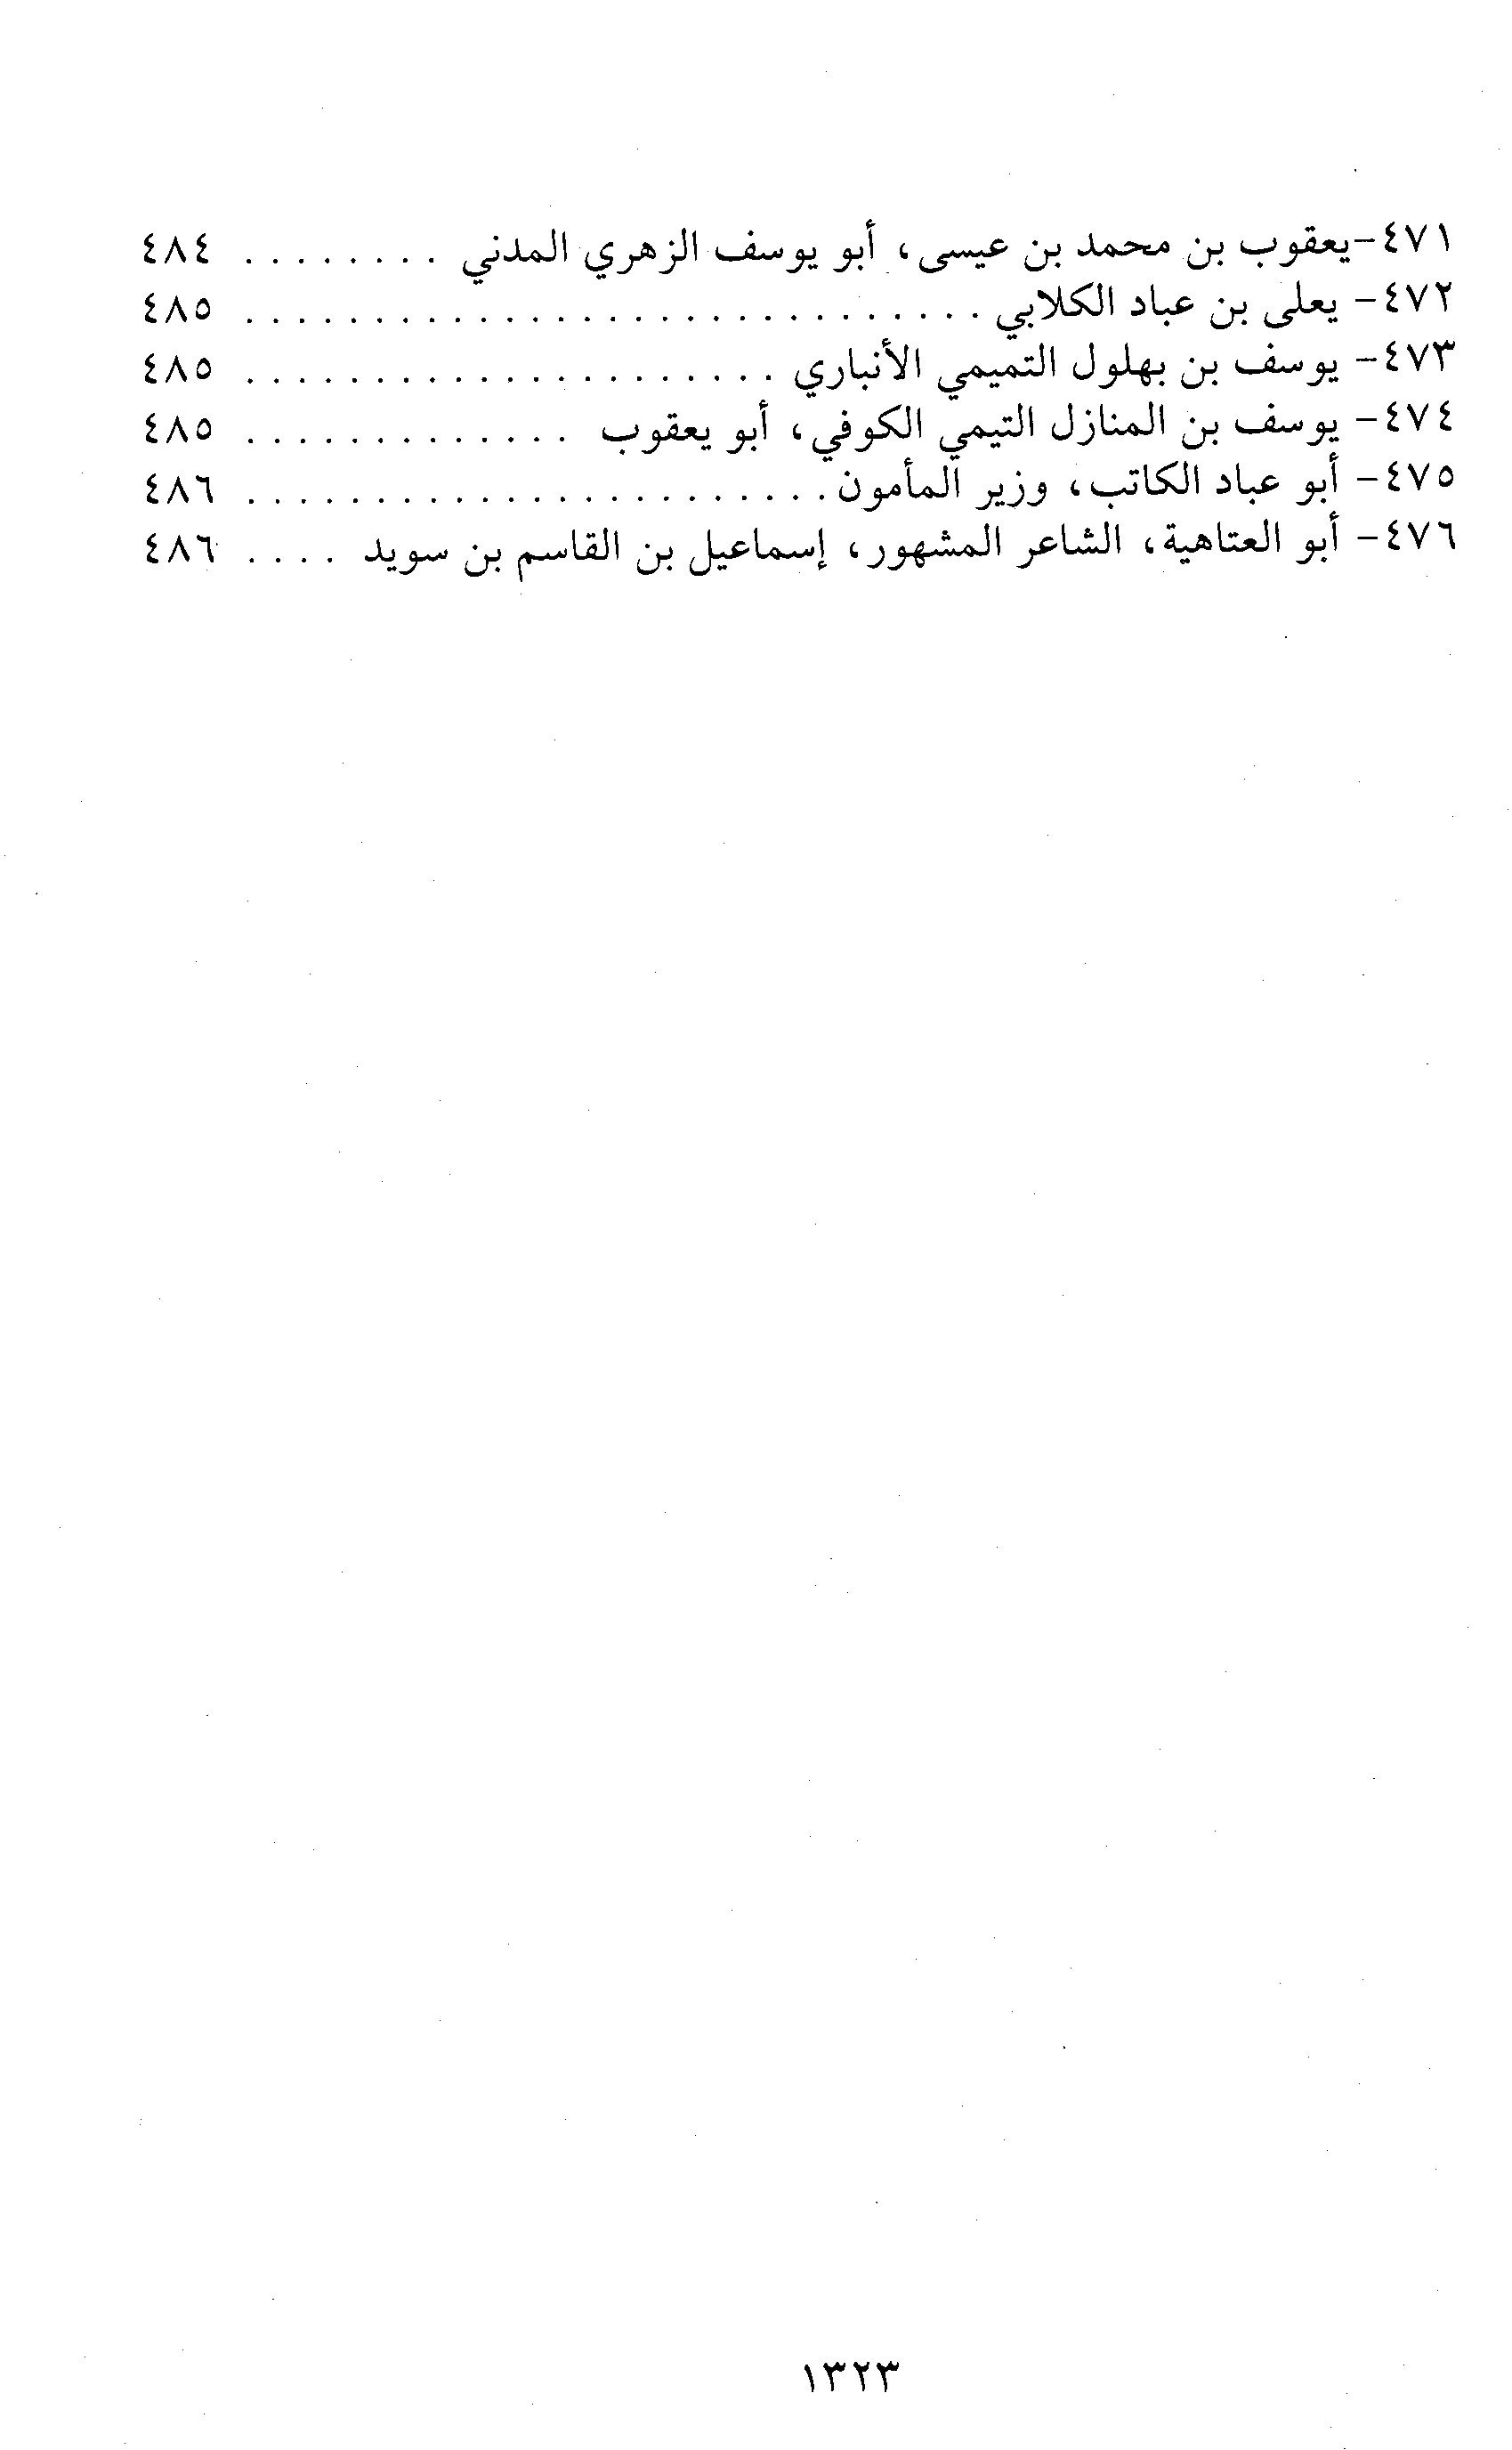 ٤٧١-يعقوب بن محمد بن عيسى، أبو يوسف الزهري المدني . . . . . . . . ٤٨٤
٤٧٢- يعلى بن عباد الكلابي . . . . . . . . . . . . . . . . . . . . . . . . . . . . . ٤٨٥
٤٧٣- يوسف بن بهلول التميمي الأنباري . . . . . . . . . . . . . . . . . . . . . ٤٨٥
٤٧٤- يوسف بن المنازل التيمي الكوفي، أبو يعقوب . . . . . . . . . . . . . ٤٨٥
٤٧٥- أبو عباد الكاتب، وزير المأمون . . . . . . . . . . . . . . . . . . . . . . . ٤٨٦
٤٧٦- أبو العتاهية، الشاعر المشهور، إسماعيل بن القاسم بن سويد . . . . ٤٨٦
١٣٢٣